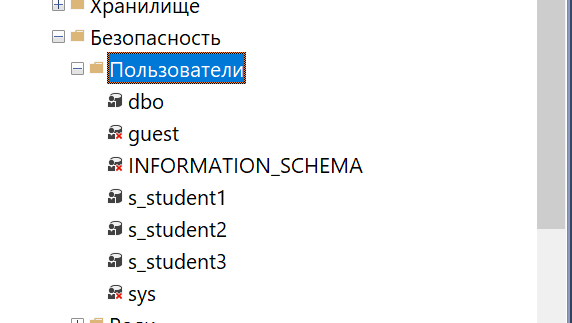 Хранилище
Безопасность
Пользователи
dbo
guest
INFORMATION_SCHEMA
s_student1
s_student2
s_student3
sys